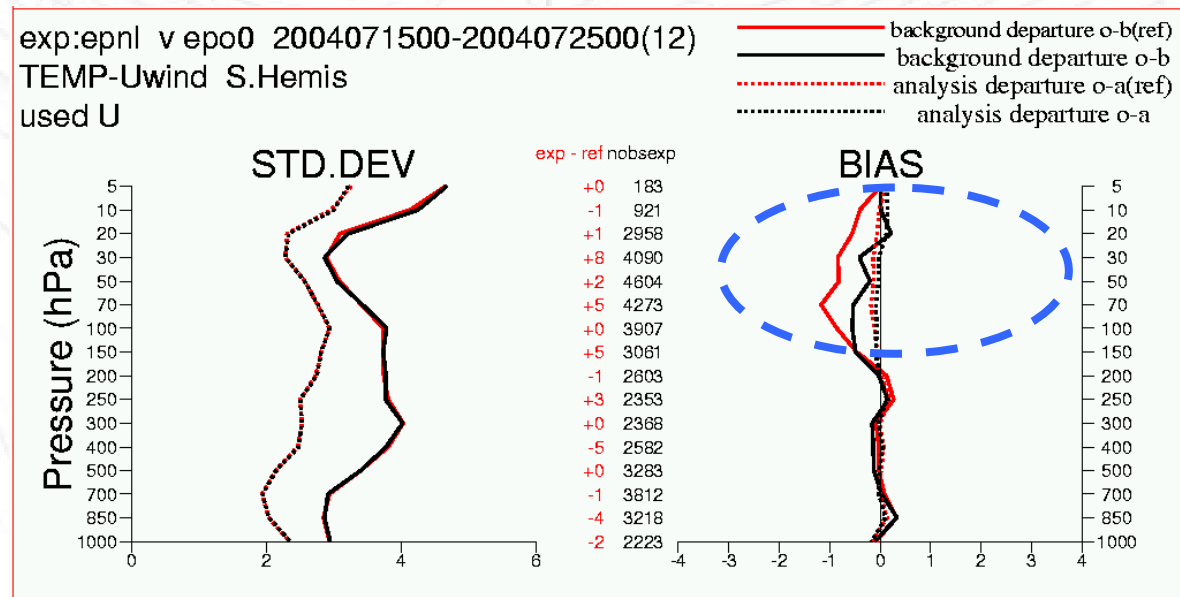 exp:epnl v epo0 2004071500-2004072500(12)
TEMP-Uwind S.Hemis
used U
background departure o-b(ref)
background departure o-b
analysis departure o-a(ref)
analysis departure o-a
STD.DEV
exp - ref nobsexp
BIAS
Pressure (hPa)
5 +0 183 5
10 -1 921 10
20 +1 2958 20
30 +8 4090 30
50 +2 4604 50
70 +5 4273 70
100 +0 3907 100
150 +5 3061 150
200 -1 2603 200
250 +3 2353 250
300 +0 2368 300
400 -5 2582 400
500 +0 3283 500
700 -1 3812 700
850 -4 3218 850
1000 -2 2223 1000
0 2 4 6
-4 -3 -2 -1 0 1 2 3 4